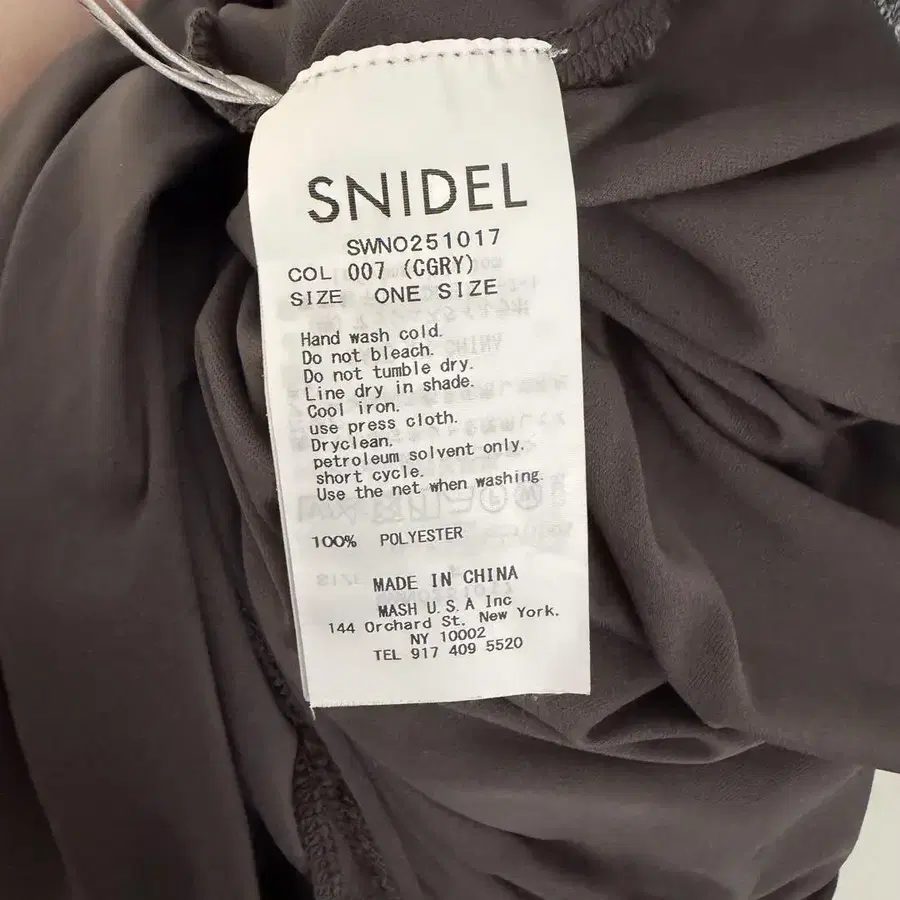 SNIDEL
SWNO251017
COL 007 (CGRY)
SIZE ONE SIZE
Hand wash cold.
Do not bleach.
Do not tumble dry.
Line dry in shade.
Cool iron.
use press cloth.
Dryclean.
petroleum solvent only.
short cycle.
Use the net when washing.
100% POLYESTER
MADE IN CHINA
MASH U.S.A Inc
144 Orchard St. New York.
NY 10002
TEL 917 409 5520